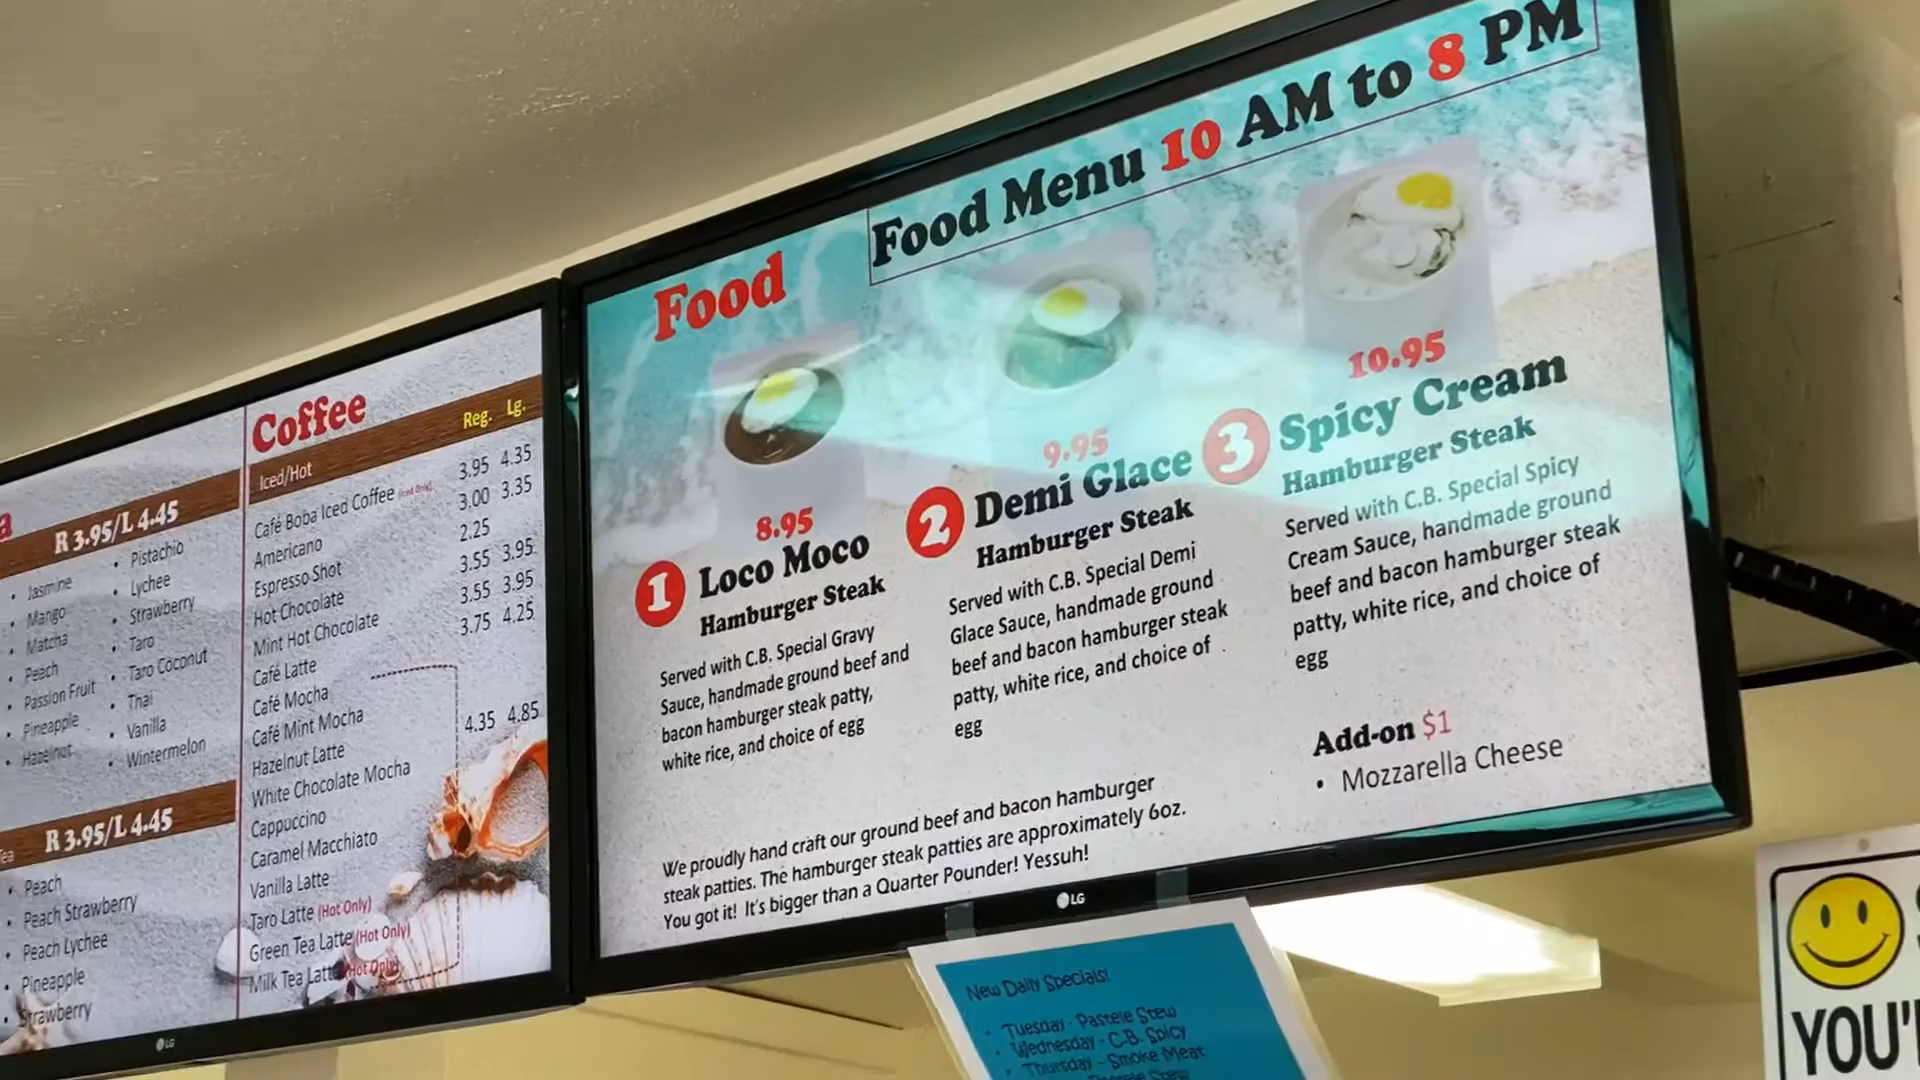 R 3.95/L 4.45
• Jasmine
• Mango
• Matcha
• Peach
• Passion Fruit
• Pineapple
• Hazelnut
• Pistachio
• Lychee
• Strawberry
• Taro
• Taro Coconut
• Thai
• Vanilla
• Wintermelon
Tea R 3.95/L 4.45
• Peach
• Peach Strawberry
• Peach Lychee
• Pineapple
• Strawberry
LG
Coffee
Iced/Hot Reg. Lg.
Café Boba Iced Coffee (Iced Only) 3.95 4.35
Americano 3.00 3.35
Espresso Shot 2.25
Hot Chocolate 3.55 3.95
Mint Hot Chocolate 3.55 3.95
Café Latte 3.75 4.25
Café Mocha
Café Mint Mocha
Hazelnut Latte 4.35 4.85
White Chocolate Mocha
Cappuccino
Caramel Macchiato
Vanilla Latte
Taro Latte (Hot Only)
Green Tea Latte (Hot Only)
Milk Tea Latte (Hot Only)
Food
Food Menu 10 AM to 8 PM
8.95
1 Loco Moco
Hamburger Steak
Served with C.B. Special Gravy
Sauce, handmade ground beef and
bacon hamburger steak patty,
white rice, and choice of egg
9.95
2 Demi Glace
Hamburger Steak
Served with C.B. Special Demi
Glace Sauce, handmade ground
beef and bacon hamburger steak
patty, white rice, and choice of
egg
10.95
3 Spicy Cream
Hamburger Steak
Served with C.B. Special Spicy
Cream Sauce, handmade ground
beef and bacon hamburger steak
patty, white rice, and choice of
egg
Add-on $1
• Mozzarella Cheese
We proudly hand craft our ground beef and bacon hamburger
steak patties. The hamburger steak patties are approximately 6oz.
You got it! It's bigger than a Quarter Pounder! Yessuh!
LG
New Daily Specials!
• Tuesday - Pastele Stew
• Wednesday - C.B. Spicy
• Thursday - Smoke Meat
Pastele Stew
YOU'